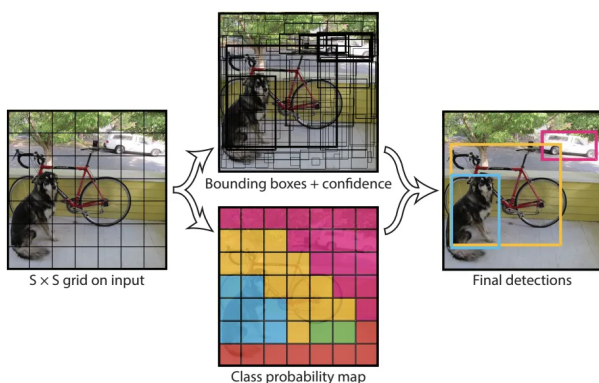 Bounding boxes + confidence
S × S grid on input
Final detections
Class probability map